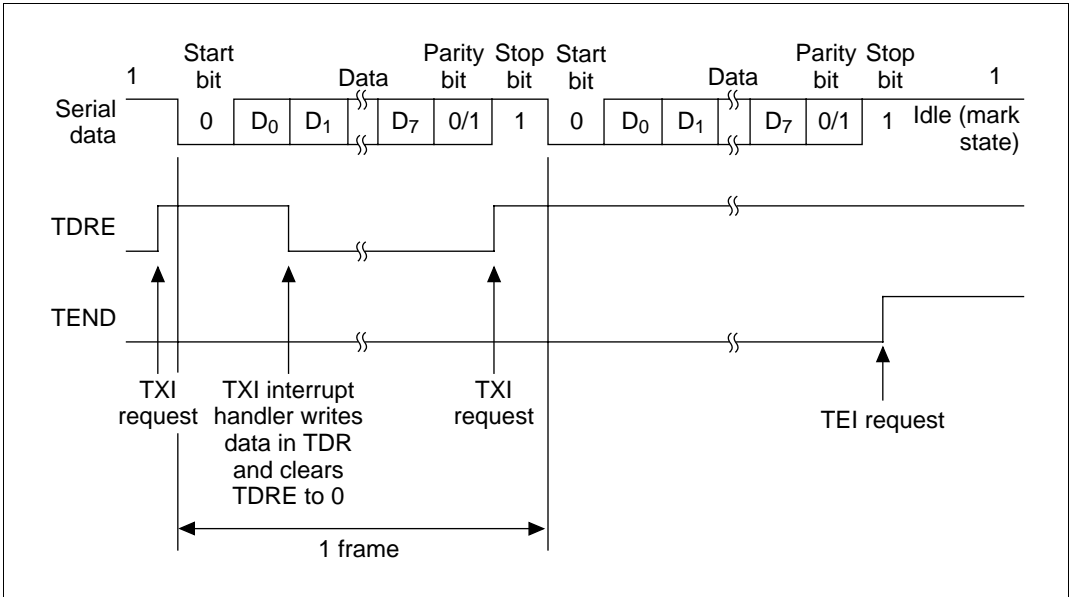 1
Start
bit
Data
Parity
bit
Stop
bit
Start
bit
Data
Parity
bit
Stop
bit
1
Serial
data
0 D0 D1 D7 0/1 1 0 D0 D1 D7 0/1 1
Idle (mark
state)
TDRE
TEND
TXI
request
TXI interrupt
handler writes
data in TDR
and clears
TDRE to 0
TXI
request
TEI request
1 frame